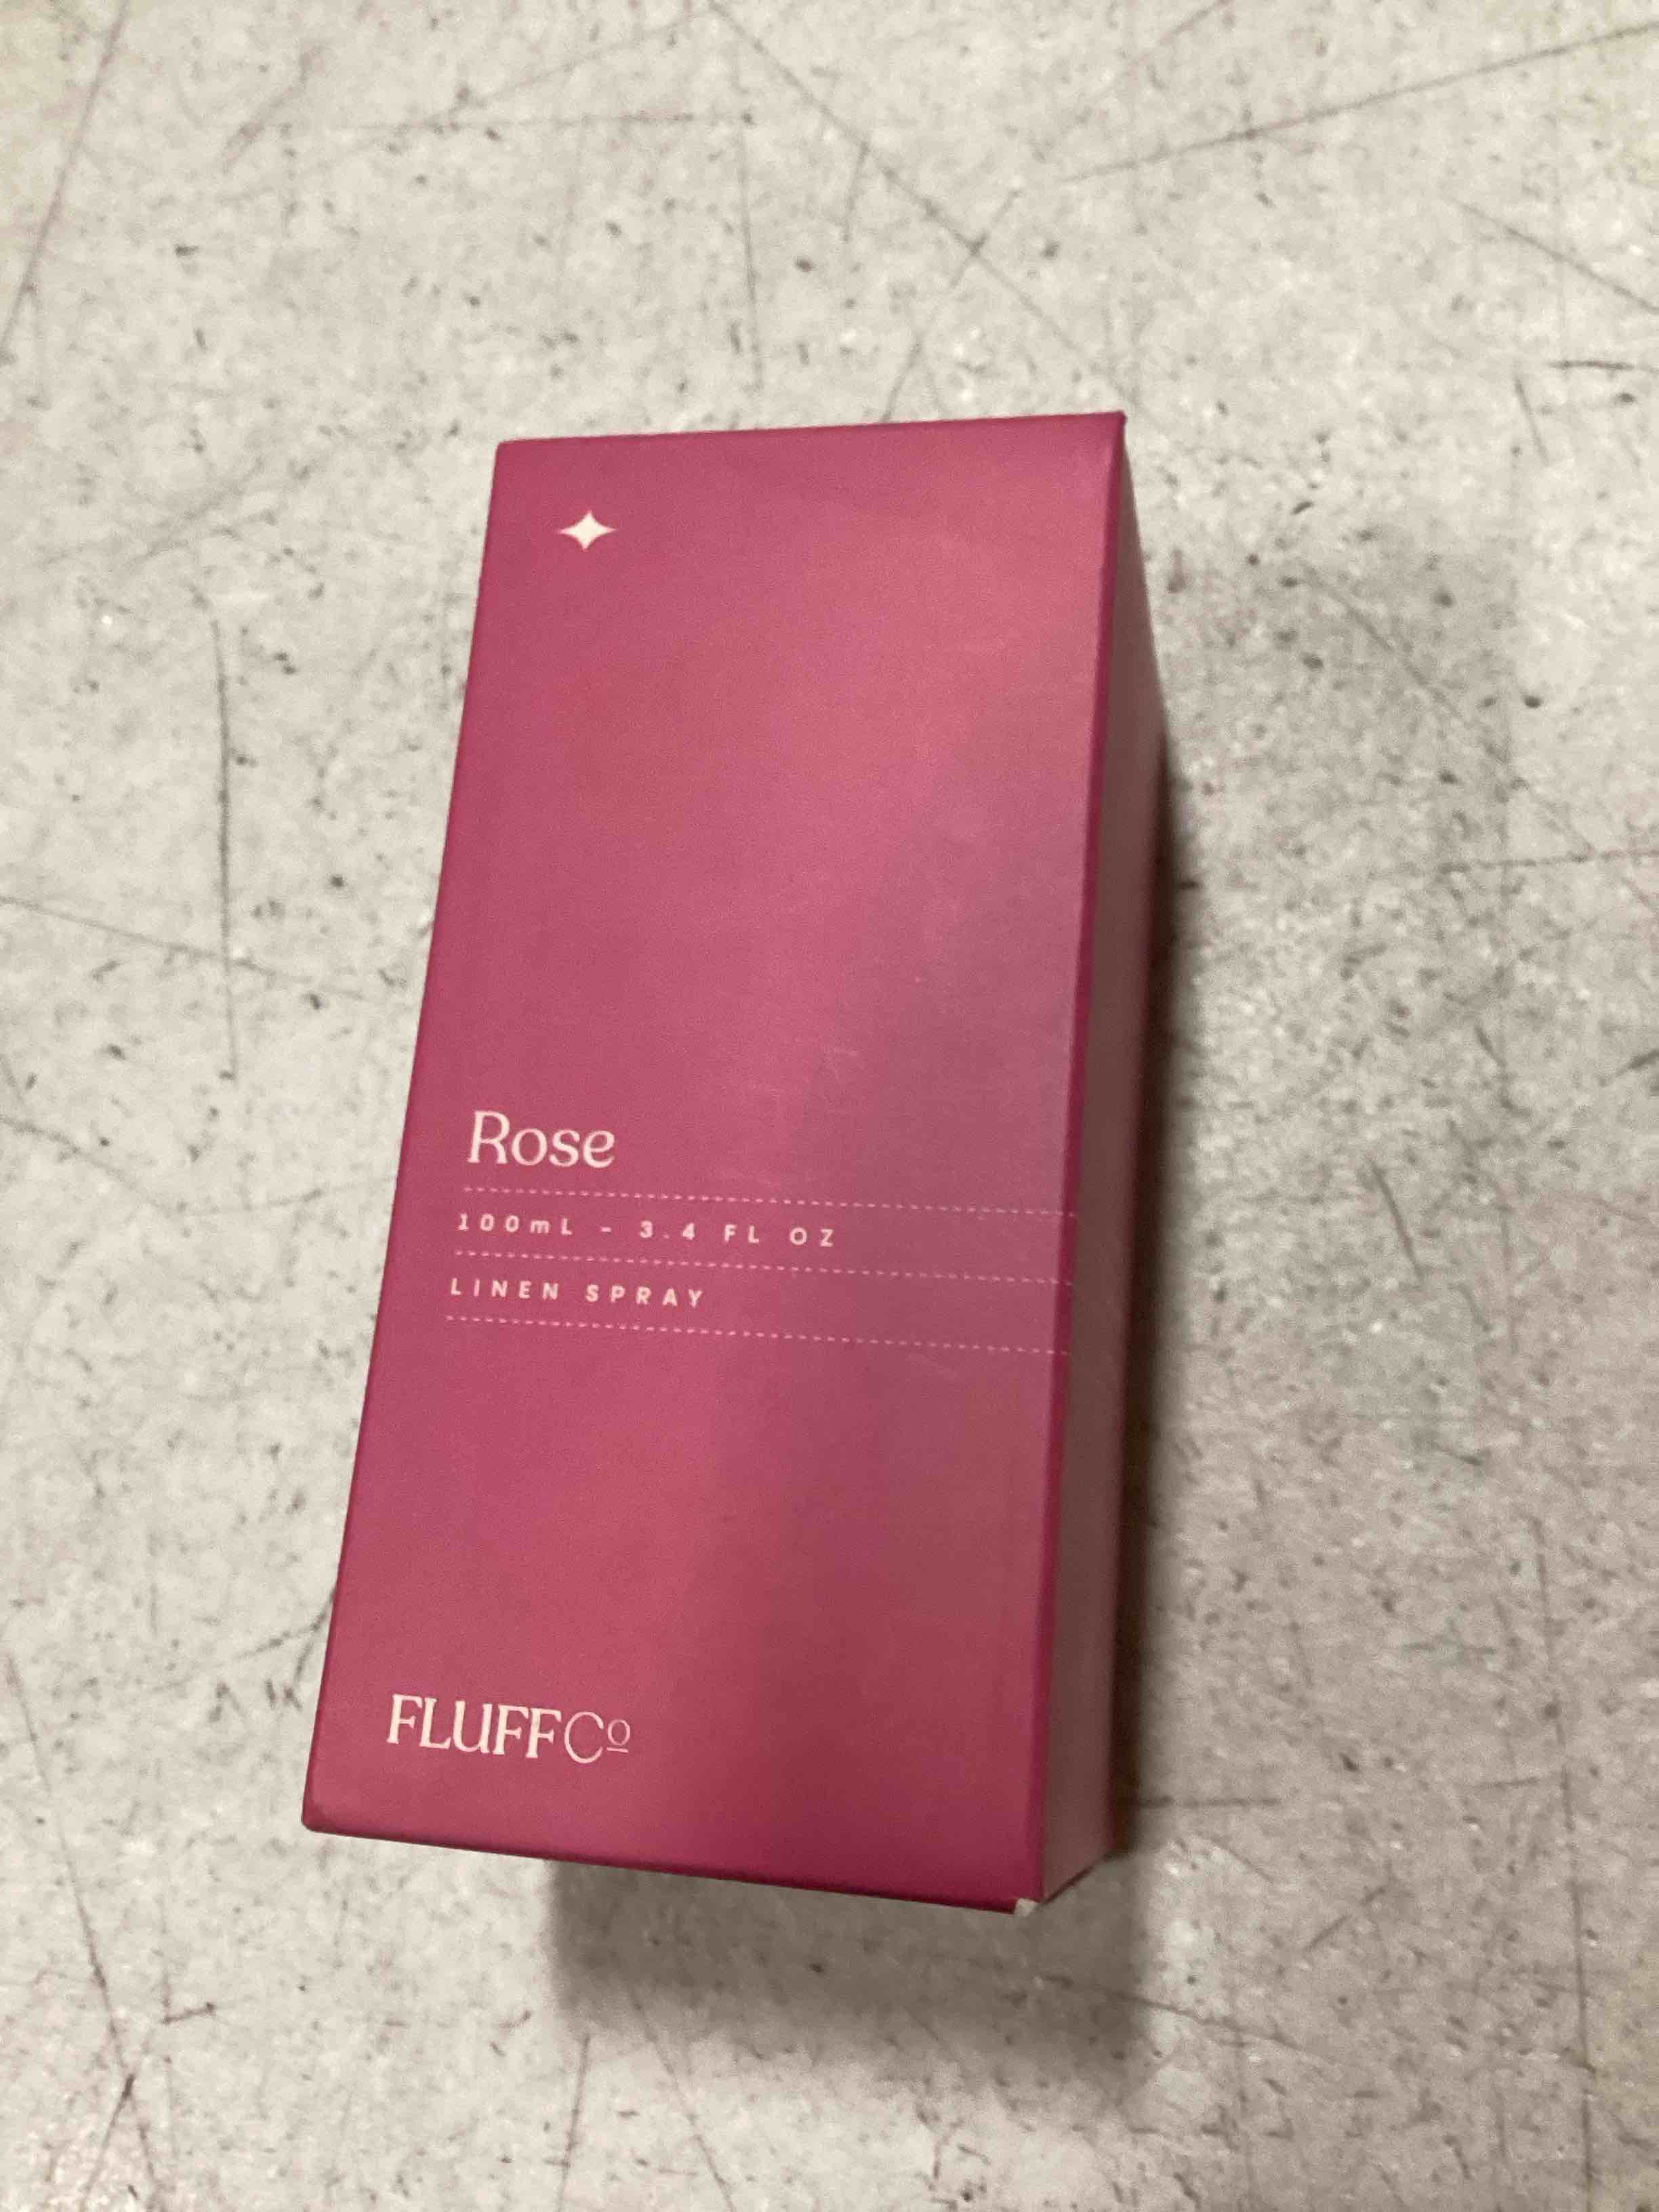 Rose
100mL - 3.4 FL OZ
LINEN SPRAY
FLUFFCo